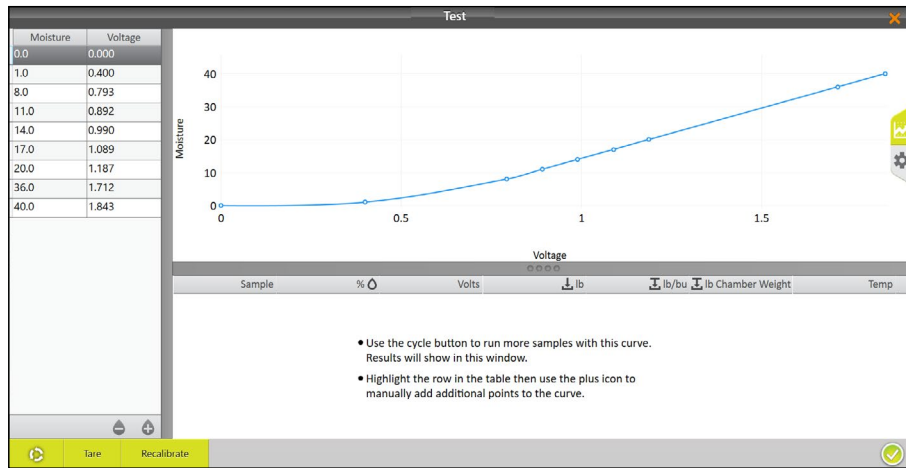 Test
Moisture Voltage
0.0 0.000
1.0 0.400
8.0 0.793
11.0 0.892
14.0 0.990
17.0 1.089
20.0 1.187
36.0 1.712
40.0 1.843
Moisture
40
30
20
10
0
0 0.5 1 1.5
Voltage
Sample % Volts lb lb/bu lb Chamber Weight Temp
• Use the cycle button to run more samples with this curve.
Results will show in this window.
• Highlight the row in the table then use the plus icon to
manually add additional points to the curve.
Tare Recalibrate